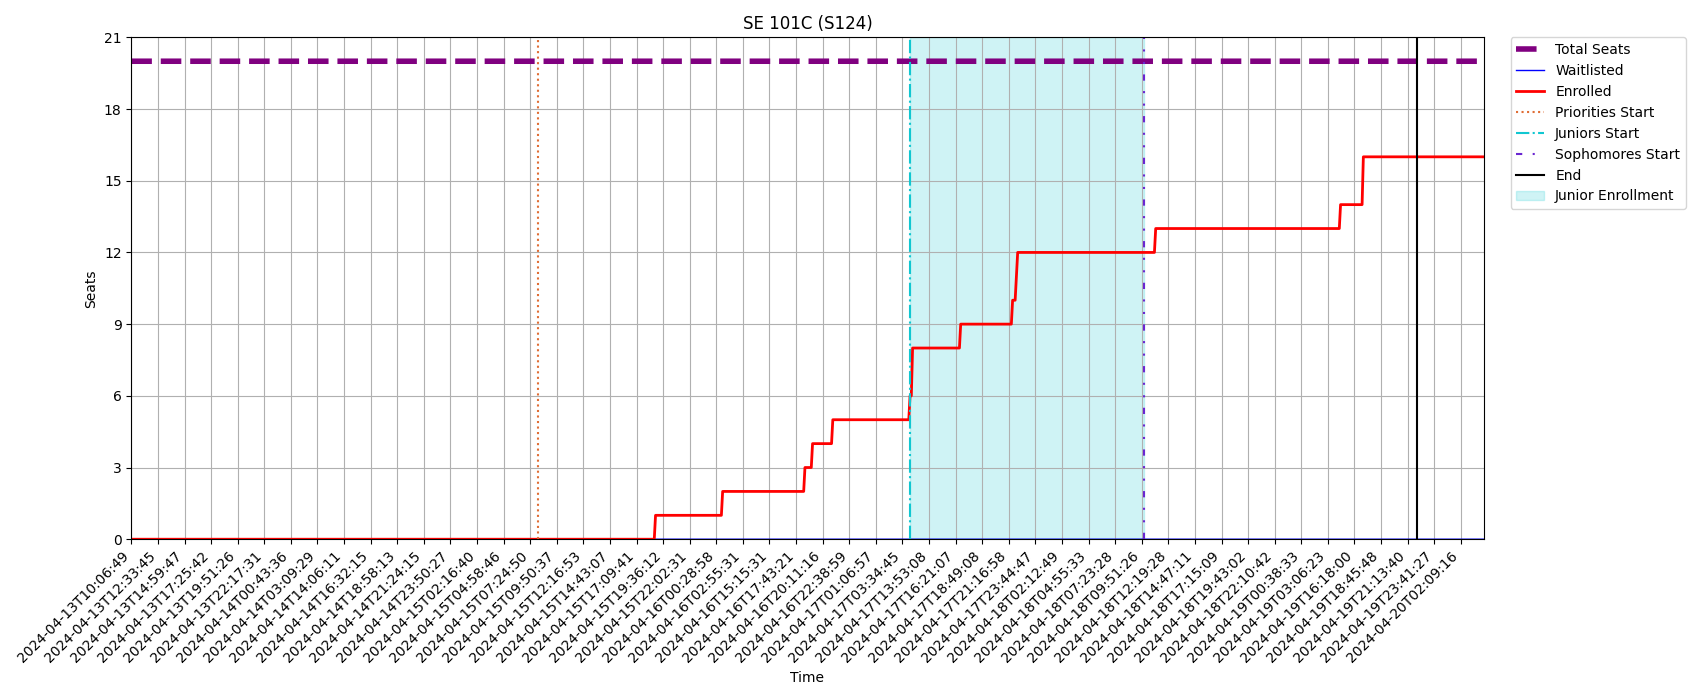 SE 101C (S124)
21
18
15
12
9
6
3
0
Seats
Total Seats
Waitlisted
Enrolled
Priorities Start
Juniors Start
Sophomores Start
End
Junior Enrollment
2024-04-13T10:06:49
2024-04-13T12:33:45
2024-04-13T14:59:47
2024-04-13T17:25:42
2024-04-13T19:51:26
2024-04-13T22:17:31
2024-04-14T00:43:36
2024-04-14T03:09:29
2024-04-14T14:06:11
2024-04-14T16:32:15
2024-04-14T18:58:13
2024-04-14T21:24:15
2024-04-14T23:50:27
2024-04-15T02:16:40
2024-04-15T04:58:46
2024-04-15T07:24:50
2024-04-15T09:50:37
2024-04-15T12:16:53
2024-04-15T14:43:07
2024-04-15T17:09:41
2024-04-15T19:36:12
2024-04-15T22:02:31
2024-04-16T00:28:58
2024-04-16T02:55:31
2024-04-16T15:15:31
2024-04-16T17:43:21
2024-04-16T20:11:16
2024-04-16T22:38:59
2024-04-17T01:06:57
2024-04-17T03:34:45
2024-04-17T13:53:08
2024-04-17T16:21:07
2024-04-17T18:49:08
2024-04-17T21:16:58
2024-04-17T23:44:47
2024-04-18T02:12:49
2024-04-18T04:55:33
2024-04-18T07:23:28
2024-04-18T09:51:26
2024-04-18T12:19:28
2024-04-18T14:47:11
2024-04-18T17:15:09
2024-04-18T19:43:02
2024-04-18T22:10:42
2024-04-19T00:38:33
2024-04-19T03:06:23
2024-04-19T16:18:00
2024-04-19T18:45:48
2024-04-19T21:13:40
2024-04-19T23:41:27
2024-04-20T02:09:16
Time